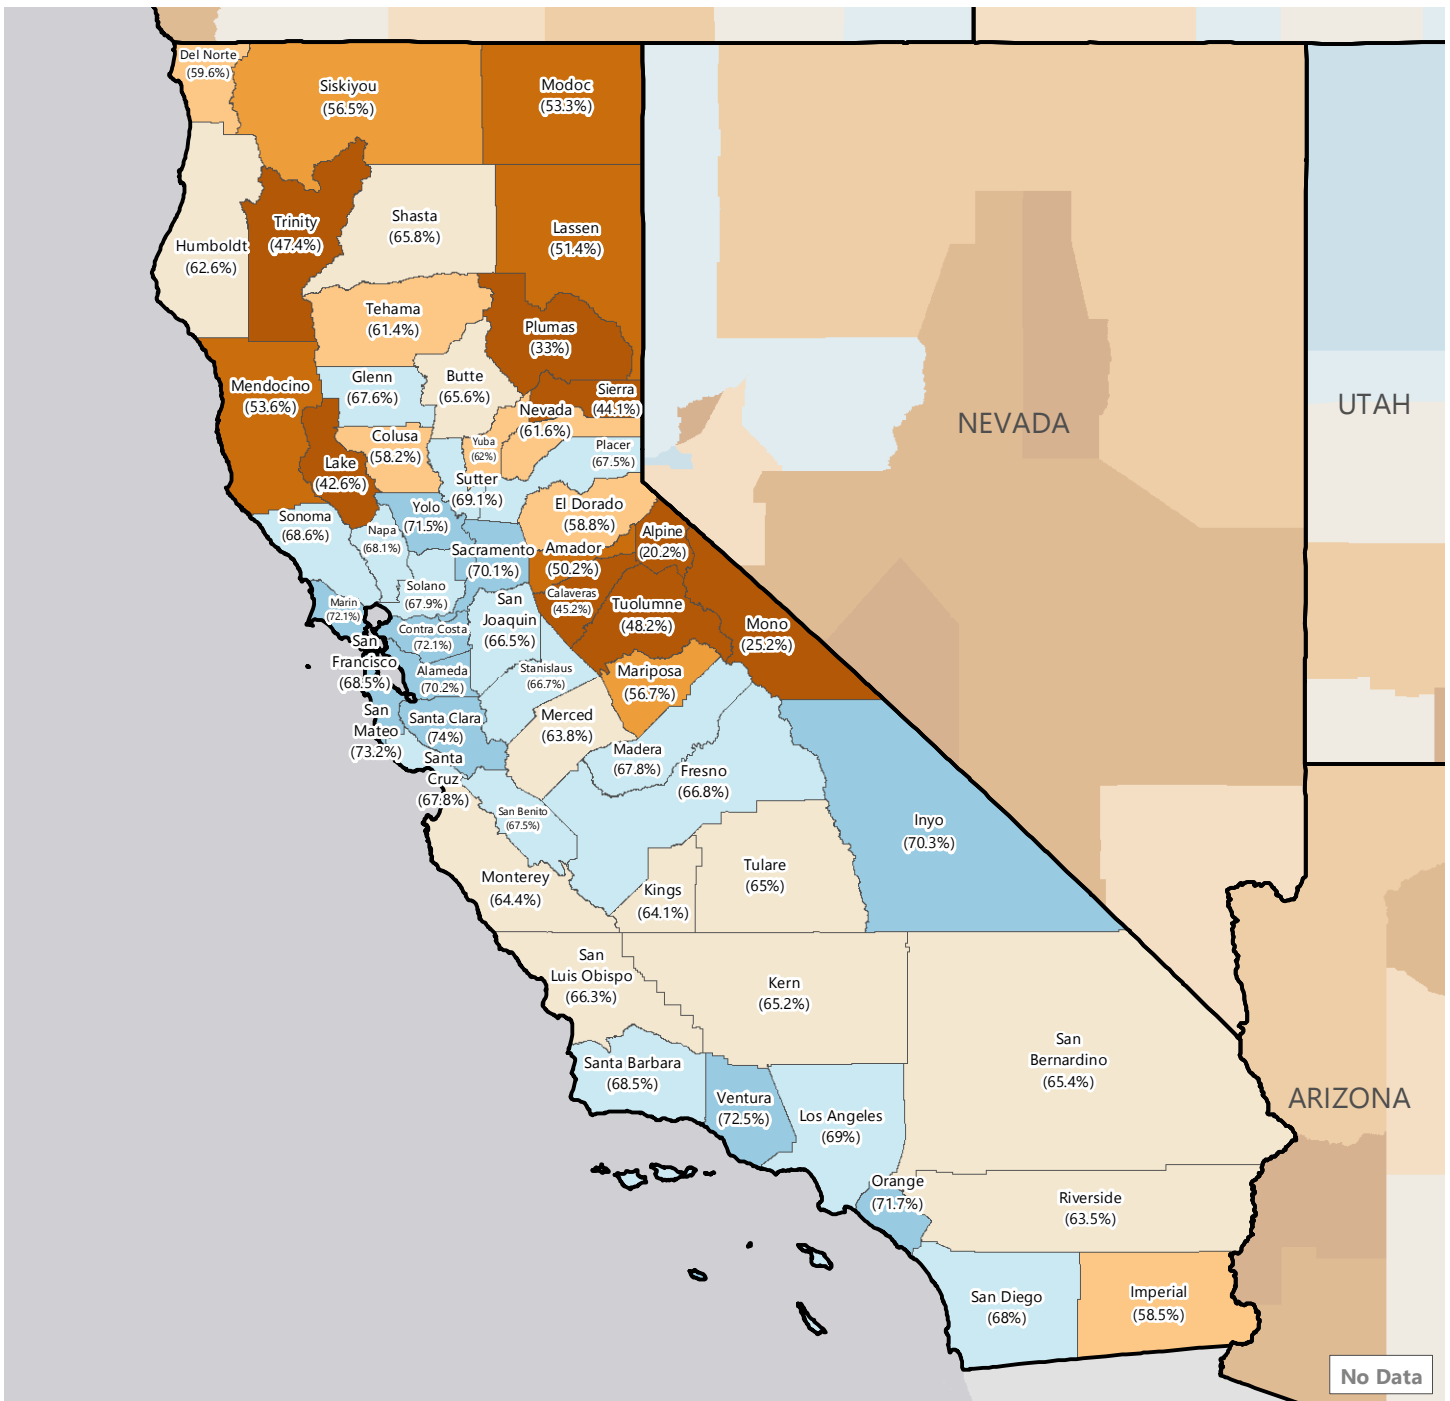 Del Norte
(59.6%)
Siskiyou
(56.5%)
Modoc
(53.3%)
Humboldt
(62.6%)
Trinity
(47.4%)
Shasta
(65.8%)
Lassen
(51.4%)
Tehama
(61.4%)
Plumas
(33%)
Mendocino
(53.6%)
Glenn
(67.6%)
Butte
(65.6%)
Sierra
(44.1%)
Nevada
(61.6%)
Colusa
(58.2%)
Yuba
(62%)
Placer
(67.5%)
Lake
(42.6%)
Sutter
(69.1%)
El Dorado
(58.8%)
Yolo
(71.5%)
Sonoma
(68.6%)
Napa
(68.1%)
Sacramento
(70.1%)
Amador
(50.2%)
Alpine
(20.2%)
Solano
(67.9%)
Calaveras
(45.2%)
Marin
(72.1%)
San
Joaquin
(66.5%)
Tuolumne
(48.2%)
Mono
(25.2%)
Contra Costa
(72.1%)
San
Francisco
(68.5%)
Alameda
(70.2%)
Stanislaus
(66.7%)
Mariposa
(56.7%)
San
Mateo
(73.2%)
Santa Clara
(74%)
Merced
(63.8%)
Santa
Cruz
(67.8%)
Madera
(67.8%)
Fresno
(66.8%)
San Benito
(67.5%)
Inyo
(70.3%)
Monterey
(64.4%)
Kings
(64.1%)
Tulare
(65%)
San
Luis Obispo
(66.3%)
Kern
(65.2%)
San
Bernardino
(65.4%)
Santa Barbara
(68.5%)
Ventura
(72.5%)
Los Angeles
(69%)
Orange
(71.7%)
Riverside
(63.5%)
San Diego
(68%)
Imperial
(58.5%)
NEVADA
UTAH
ARIZONA
No Data